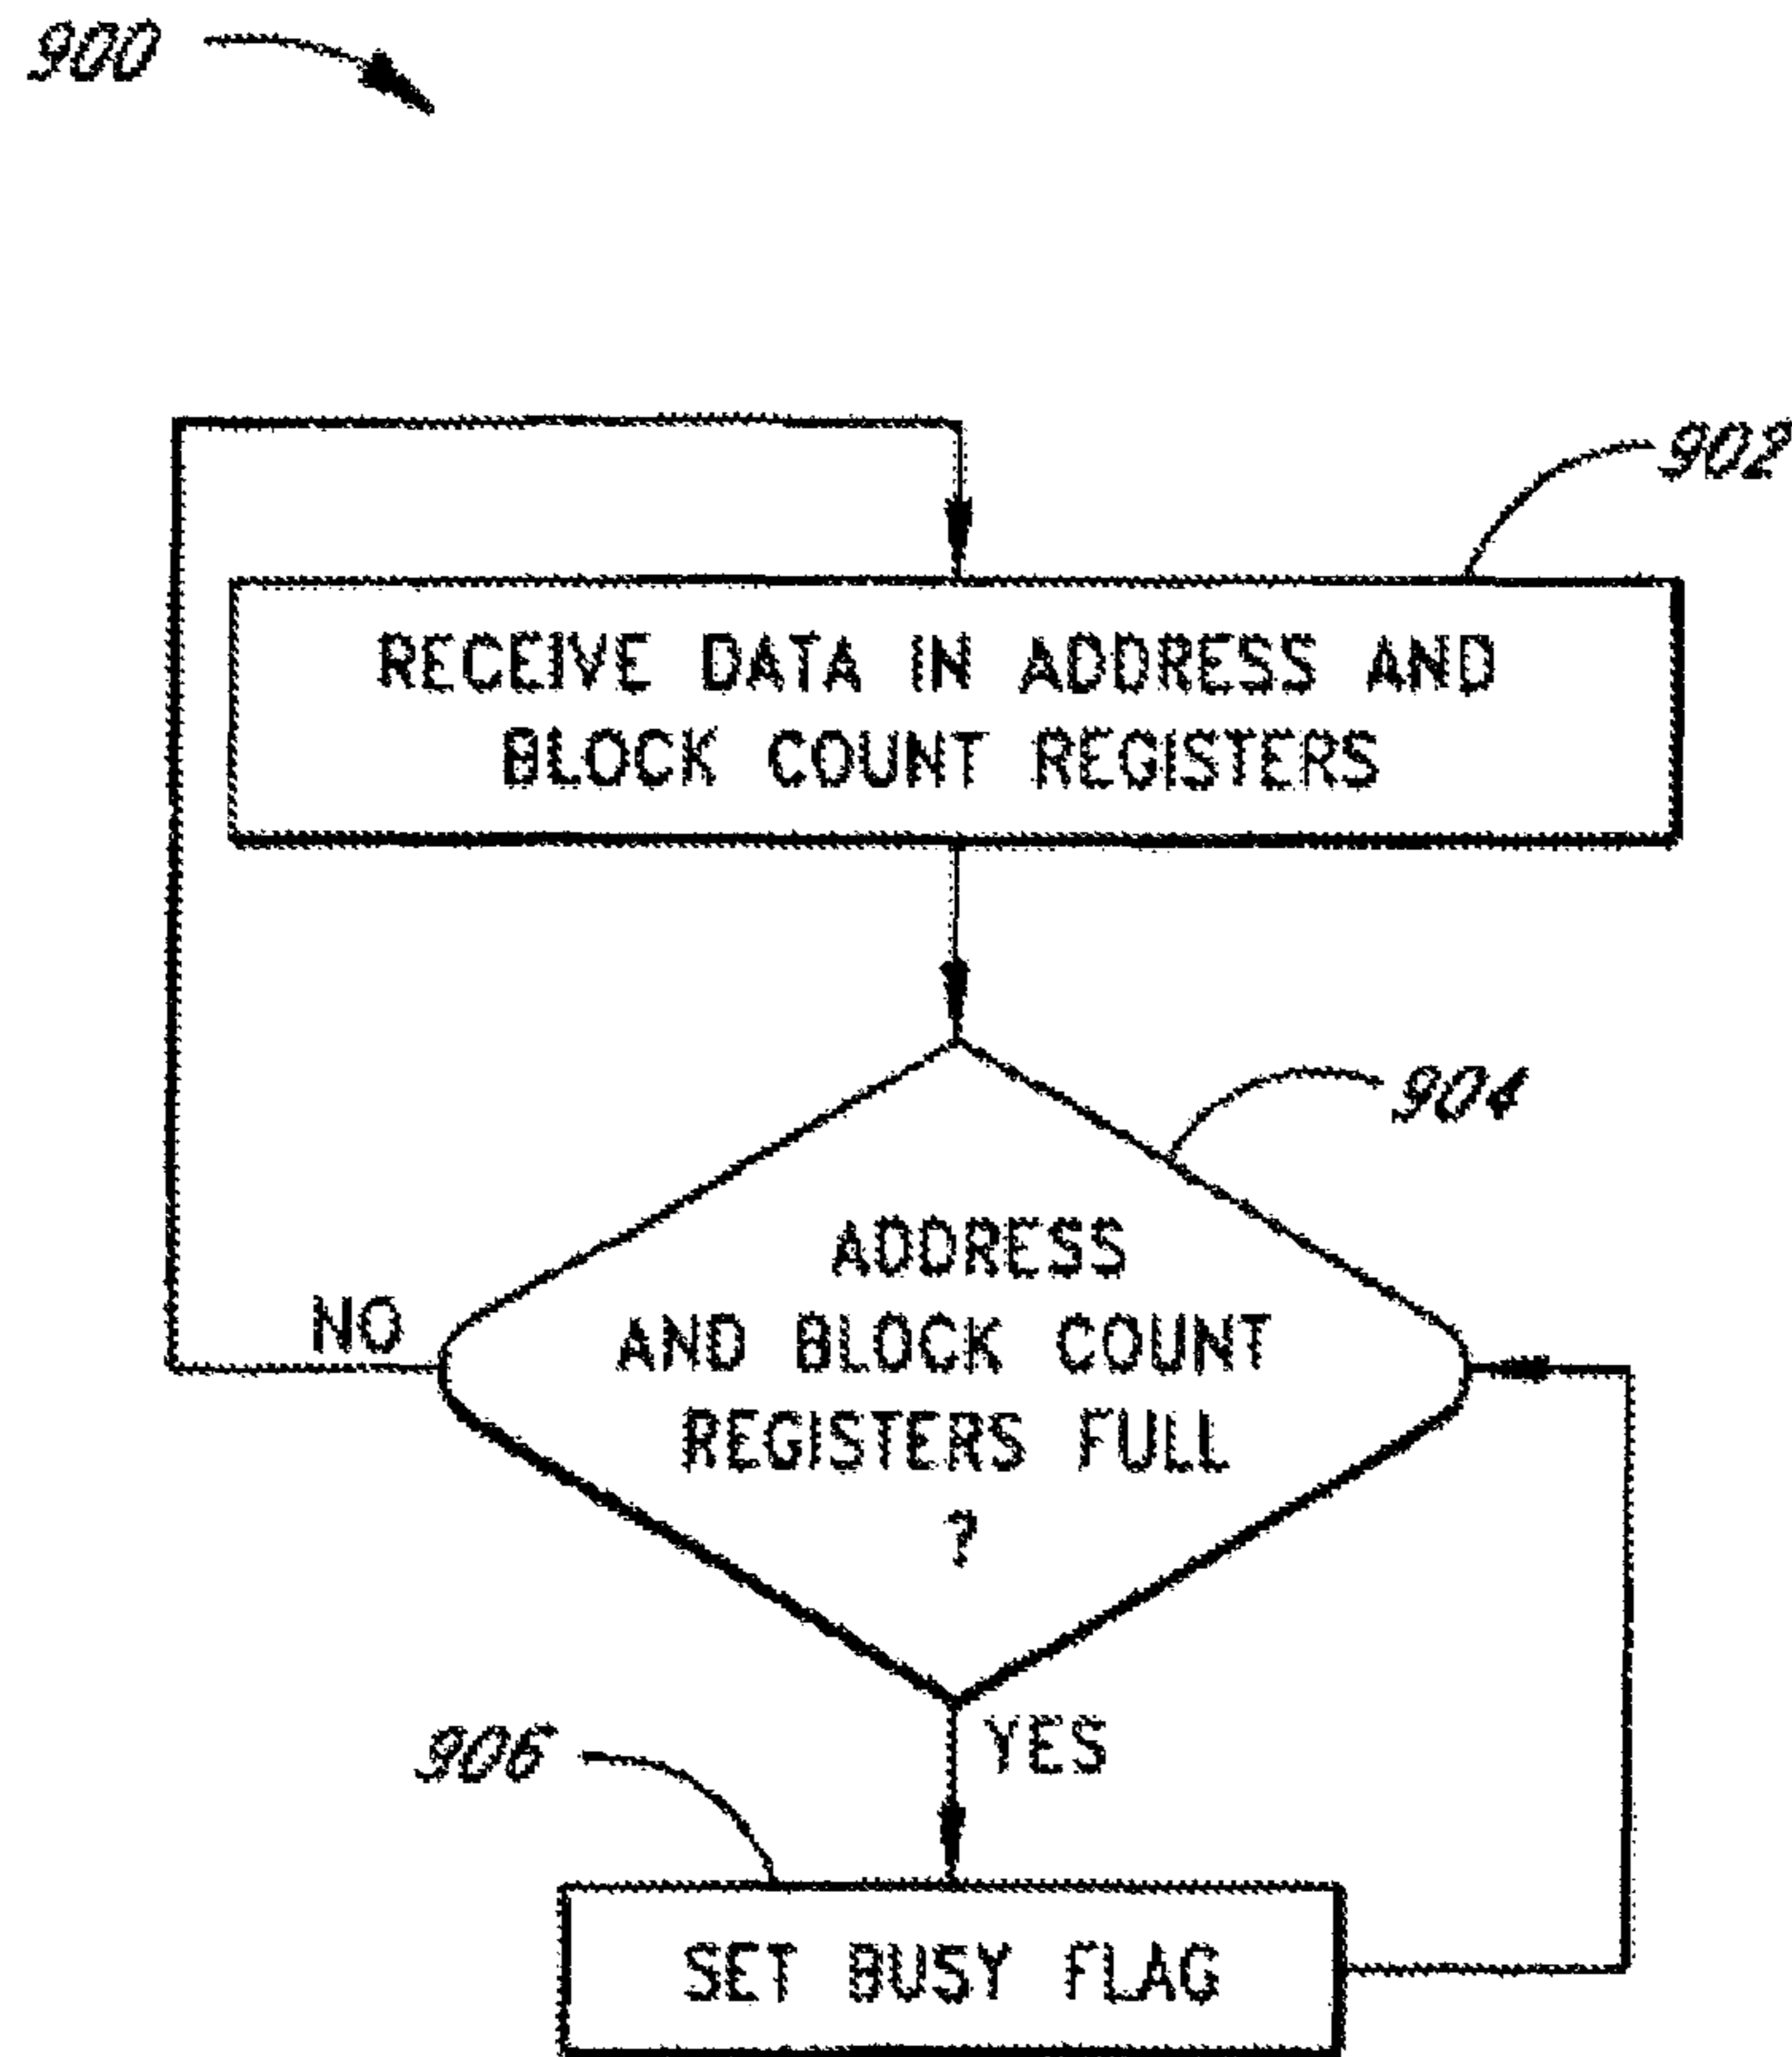 900
902
RECEIVE DATA IN ADDRESS AND
BLOCK COUNT REGISTERS
904
ADDRESS
AND BLOCK COUNT
REGISTERS FULL
?
NO
YES
906
SET BUSY FLAG